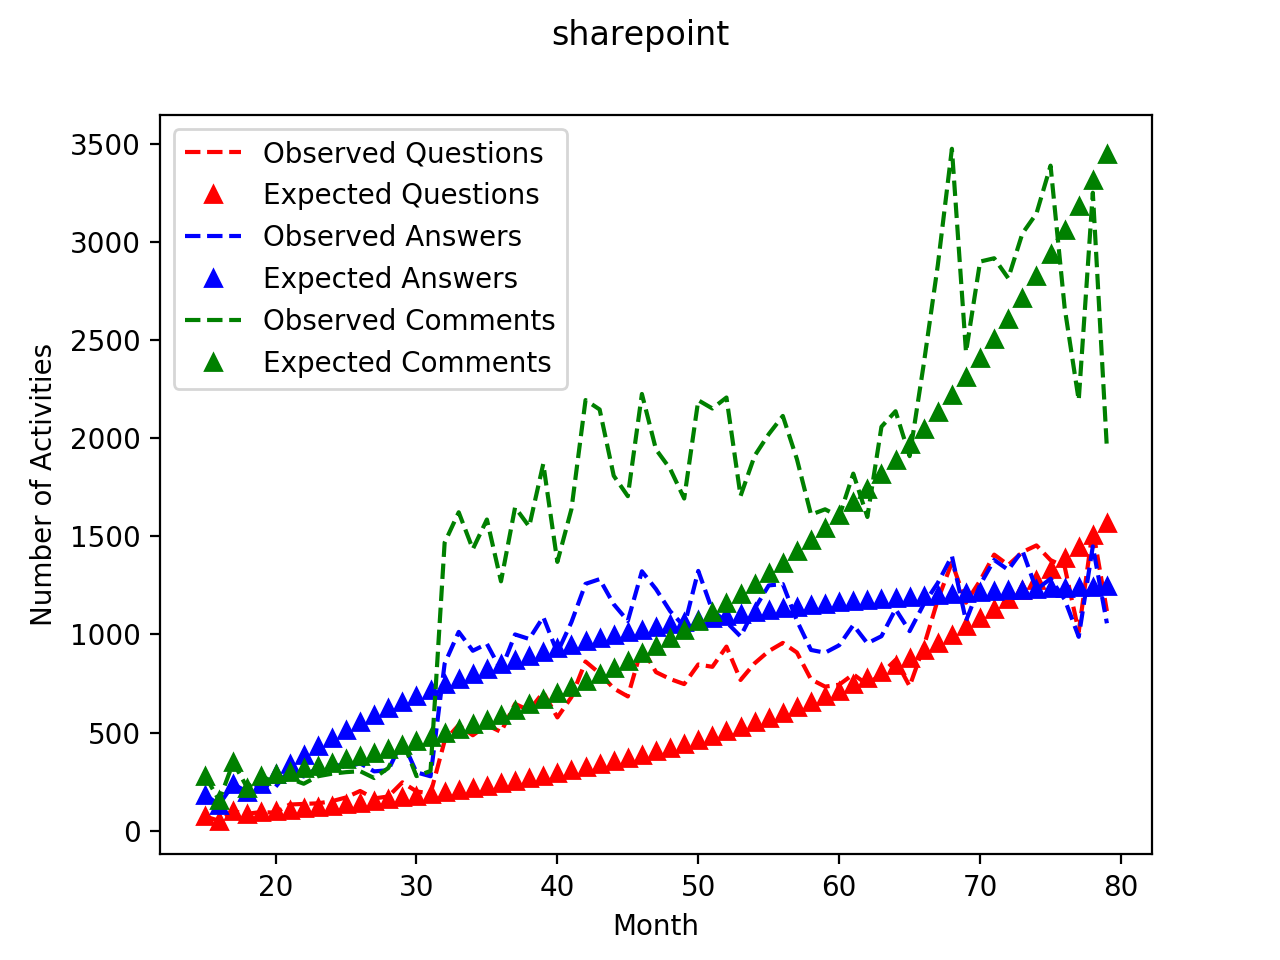 sharepoint
Observed Questions
Expected Questions
Observed Answers
Expected Answers
Observed Comments
Expected Comments
3500
3000
2500
2000
1500
1000
500
0
Number of Activities
20 30 40 50 60 70 80
Month